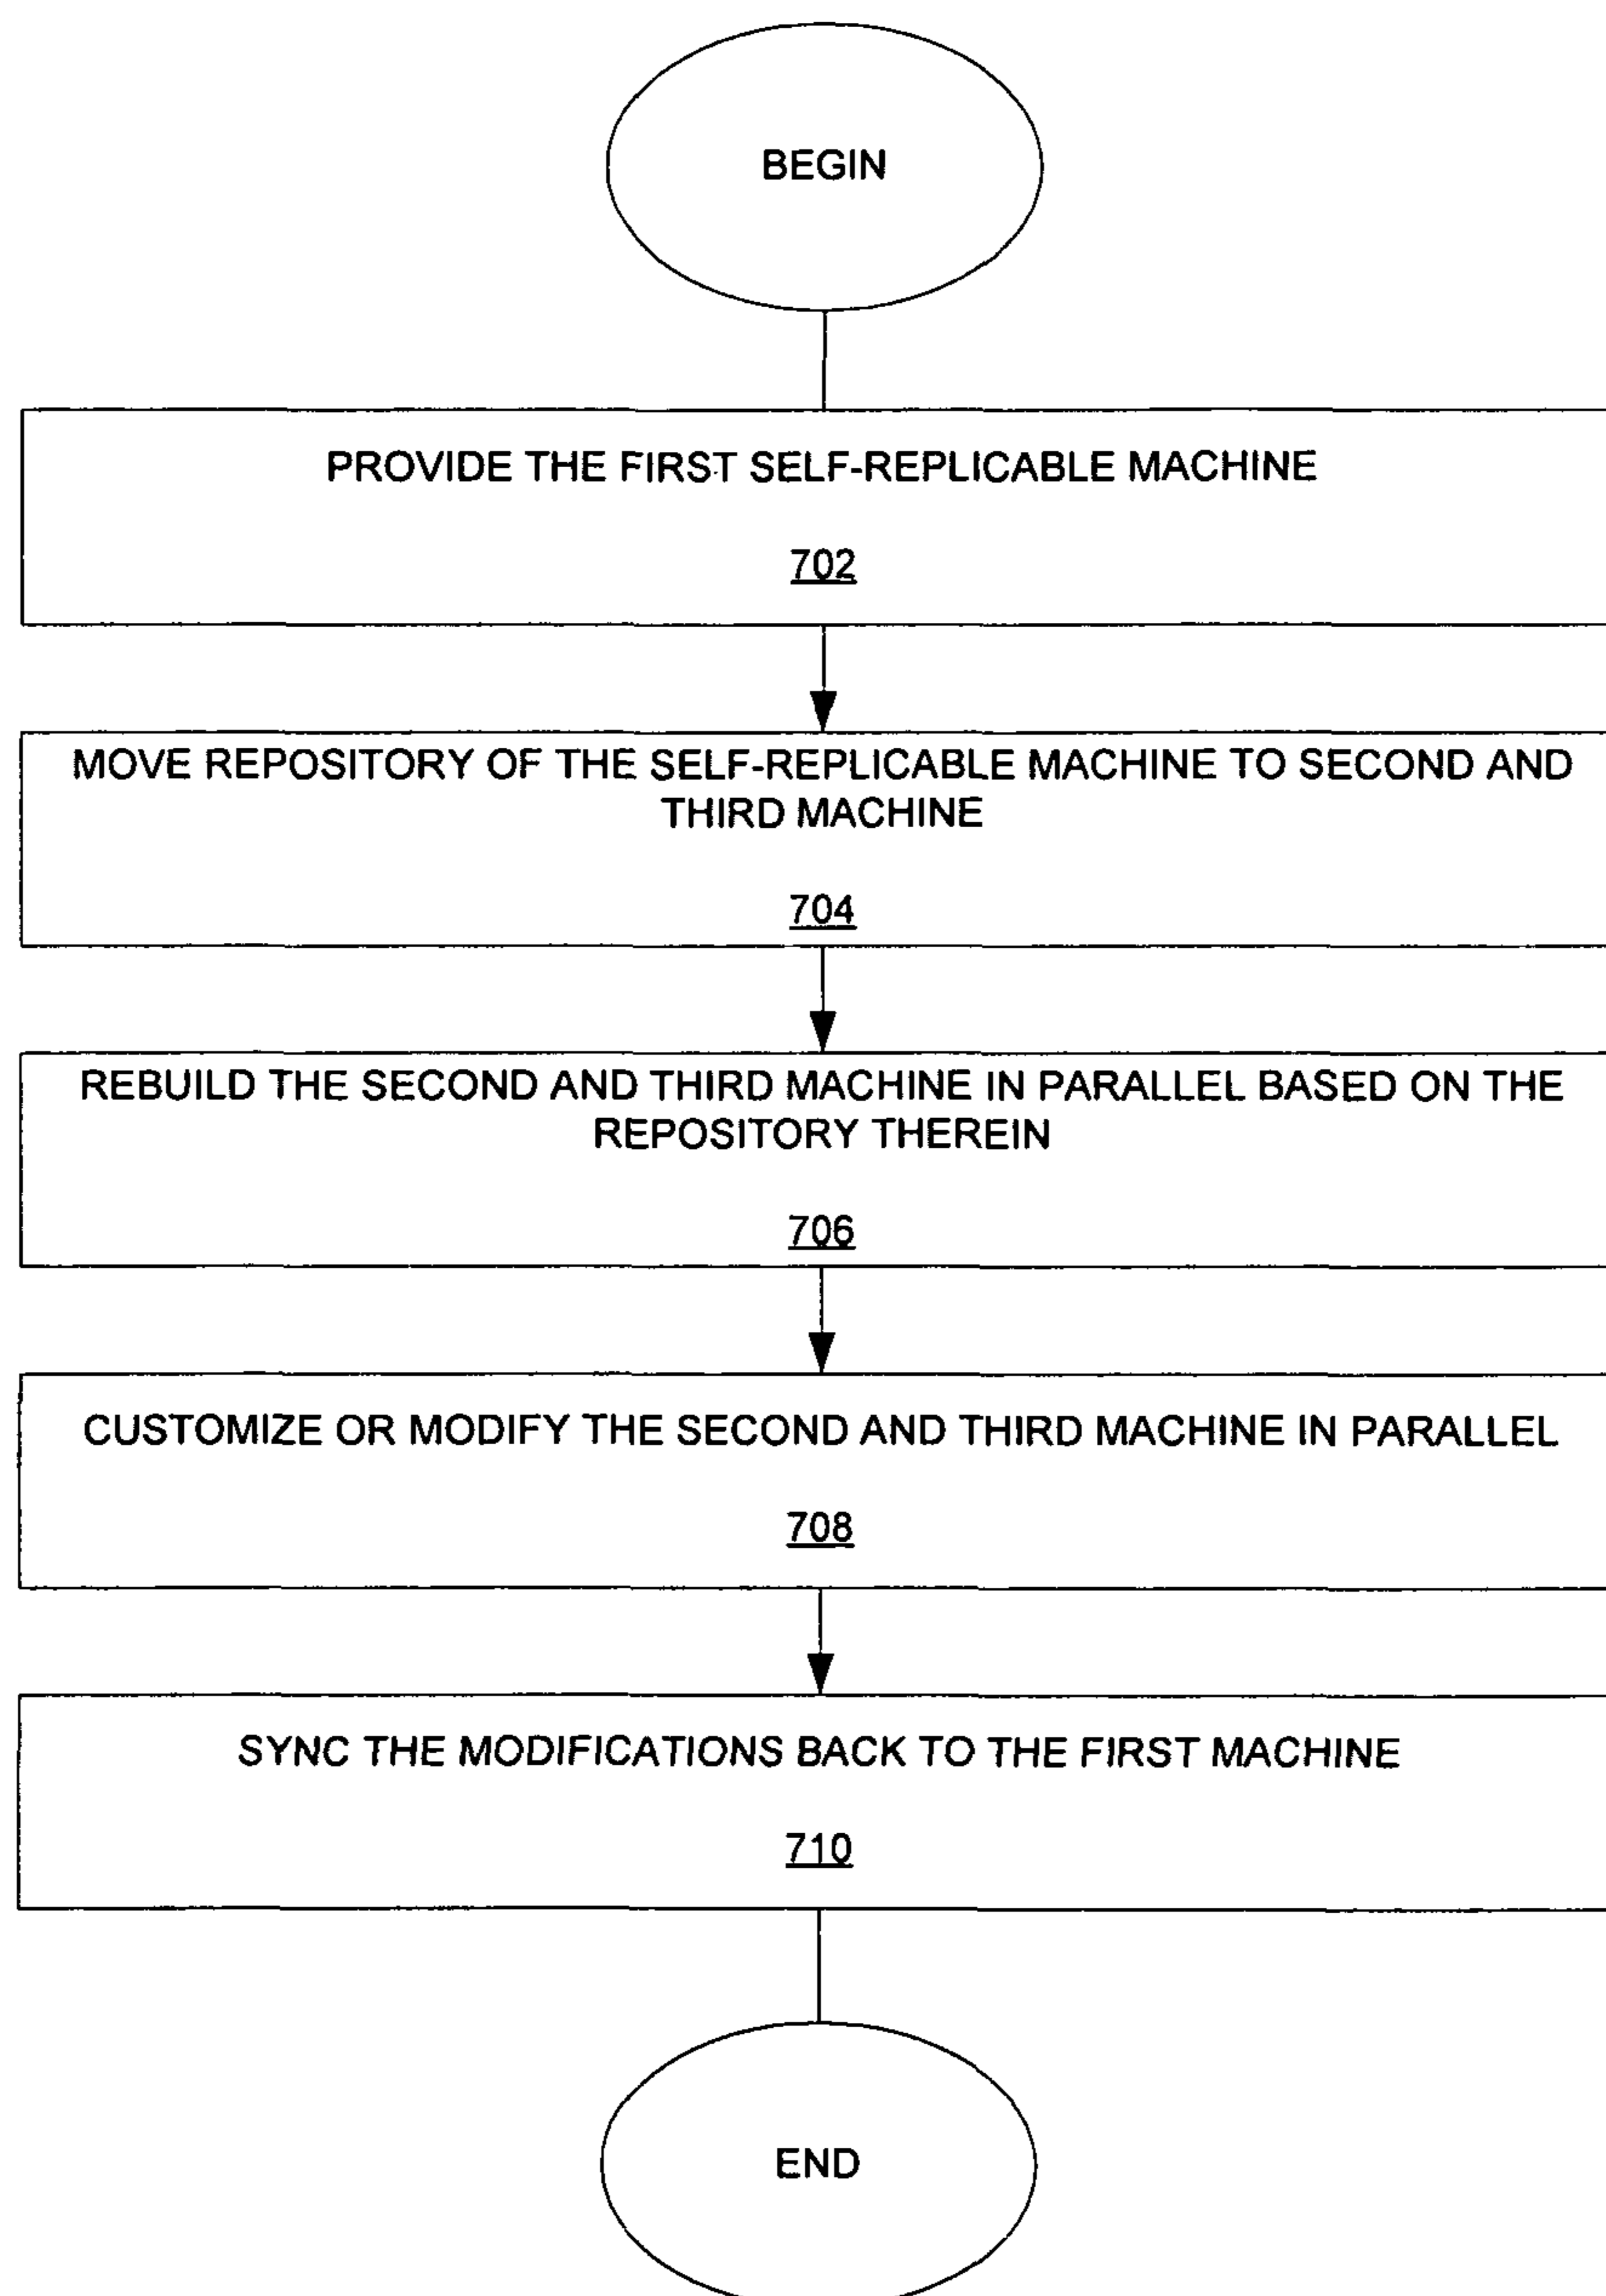 BEGIN
PROVIDE THE FIRST SELF-REPLICABLE MACHINE
702
MOVE REPOSITORY OF THE SELF-REPLICABLE MACHINE TO SECOND AND
THIRD MACHINE
704
REBUILD THE SECOND AND THIRD MACHINE IN PARALLEL BASED ON THE
REPOSITORY THEREIN
706
CUSTOMIZE OR MODIFY THE SECOND AND THIRD MACHINE IN PARALLEL
708
SYNC THE MODIFICATIONS BACK TO THE FIRST MACHINE
710
END